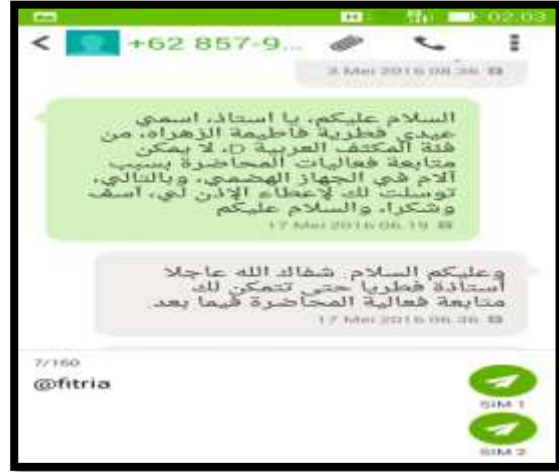 02.03
+62 857-9...
3 Mei 2016 08.36
السلام عليكم، يا استاذ، اسمي
عيدي فطرية فاطيمة الزهراء، من
فئة المكثف العربية D، لا يمكن
متابعة فعاليات المحاضرة بسبب
آلام في الجهاز الهضمي، وبالتالي،
توسلت لك لإعطاء الإذن لي، آسف
وشكرا، والسلام عليكم
17 Mei 2016 06.19
وعليكم السلام. شفاك الله عاجلا
أستاذة فطريا حتى تتمكن لك
متابعة فعالية المحاضرة فيما بعد
17 Mei 2016 06.36
7/160
@fitria
SIM 1
SIM 2